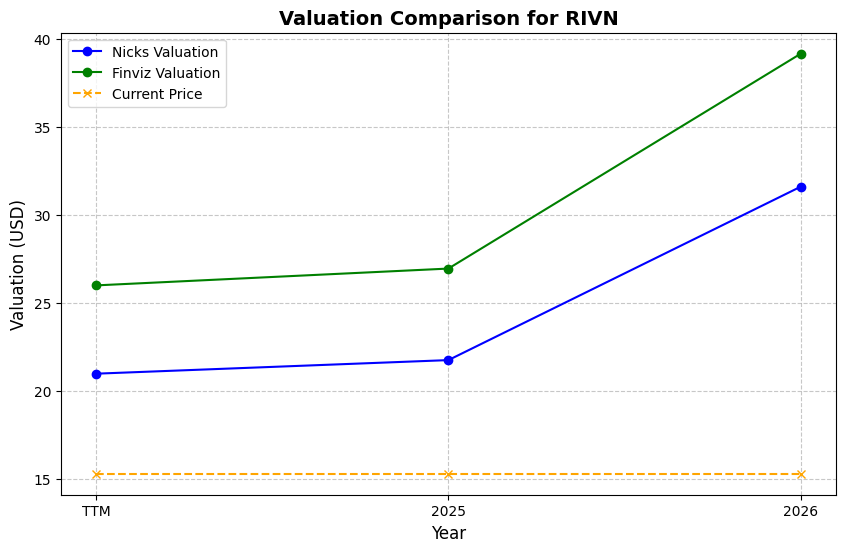 Valuation Comparison for RIVN
Nicks Valuation
Finviz Valuation
Current Price
Valuation (USD)
40
35
30
25
20
15
TTM
2025
2026
Year